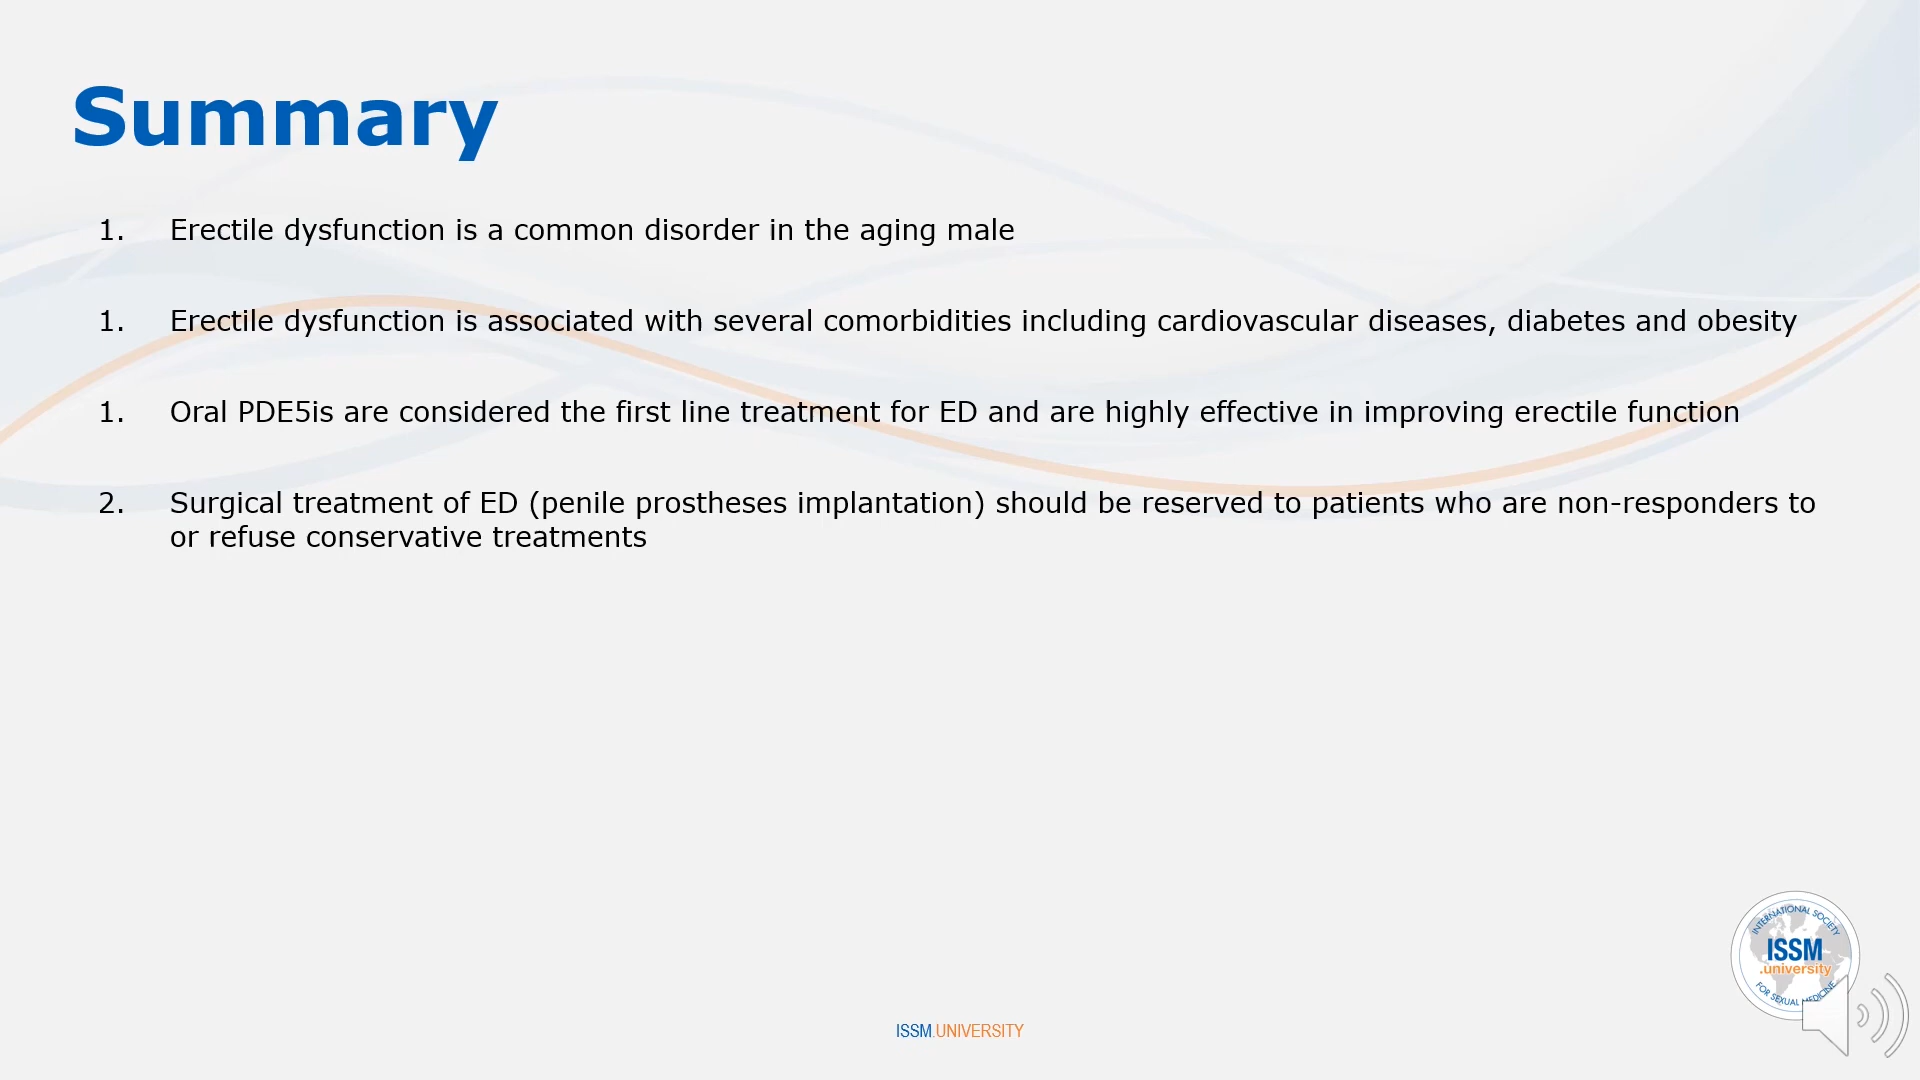 Summary
1. Erectile dysfunction is a common disorder in the aging male
1. Erectile dysfunction is associated with several comorbidities including cardiovascular diseases, diabetes and obesity
1. Oral PDE5is are considered the first line treatment for ED and are highly effective in improving erectile function
2. Surgical treatment of ED (penile prostheses implantation) should be reserved to patients who are non-responders to
or refuse conservative treatments
INTERNATIONAL SOCIETY
ISSM
.university
FOR SEXUAL MEDICINE
ISSM.UNIVERSITY